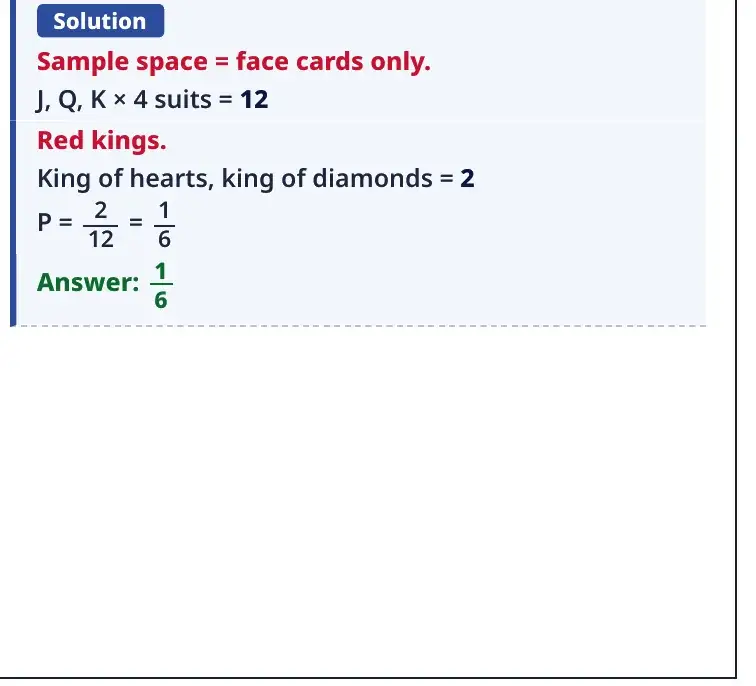 Solution
Sample space = face cards only.
J, Q, K × 4 suits = 12
Red kings.
King of hearts, king of diamonds = 2
P = 2/12 = 1/6
Answer: 1/6